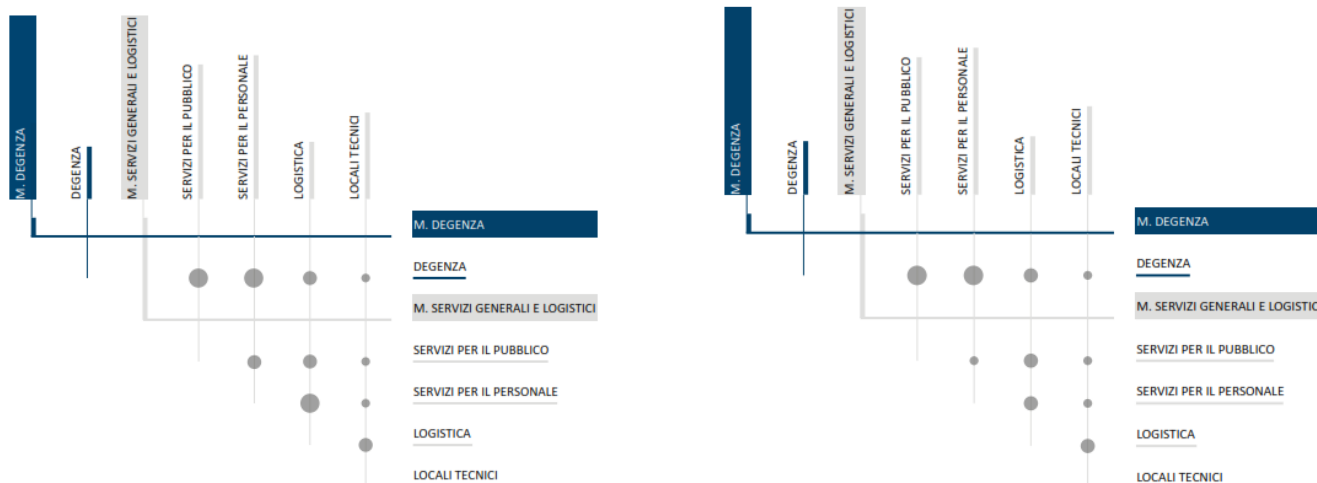 M. DEGENZA
DEGENZA
M. SERVIZI GENERALI E LOGISTICI
SERVIZI PER IL PUBBLICO
SERVIZI PER IL PERSONALE
LOGISTICA
LOCALI TECNICI
M. DEGENZA
DEGENZA
M. SERVIZI GENERALI E LOGISTICI
SERVIZI PER IL PUBBLICO
SERVIZI PER IL PERSONALE
LOGISTICA
LOCALI TECNICI
M. DEGENZA
DEGENZA
M. SERVIZI GENERALI E LOGISTICI
SERVIZI PER IL PUBBLICO
SERVIZI PER IL PERSONALE
LOGISTICA
LOCALI TECNICI
M. DEGENZA
DEGENZA
M. SERVIZI GENERALI E LOGISTIC
SERVIZI PER IL PUBBLICO
SERVIZI PER IL PERSONALE
LOGISTICA
LOCALI TECNICI